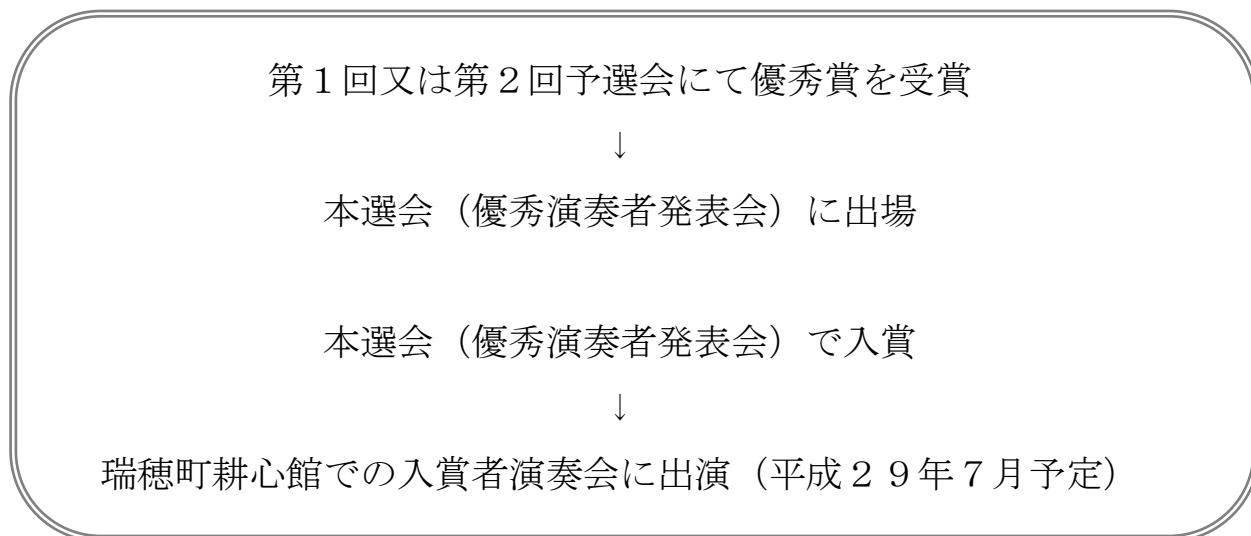 第１回又は第２回予選会にて優秀賞を受賞
↓
本選会（優秀演奏者発表会）に出場
本選会（優秀演奏者発表会）で入賞
↓
瑞穂町耕心館での入賞者演奏会に出演（平成２９年７月予定）